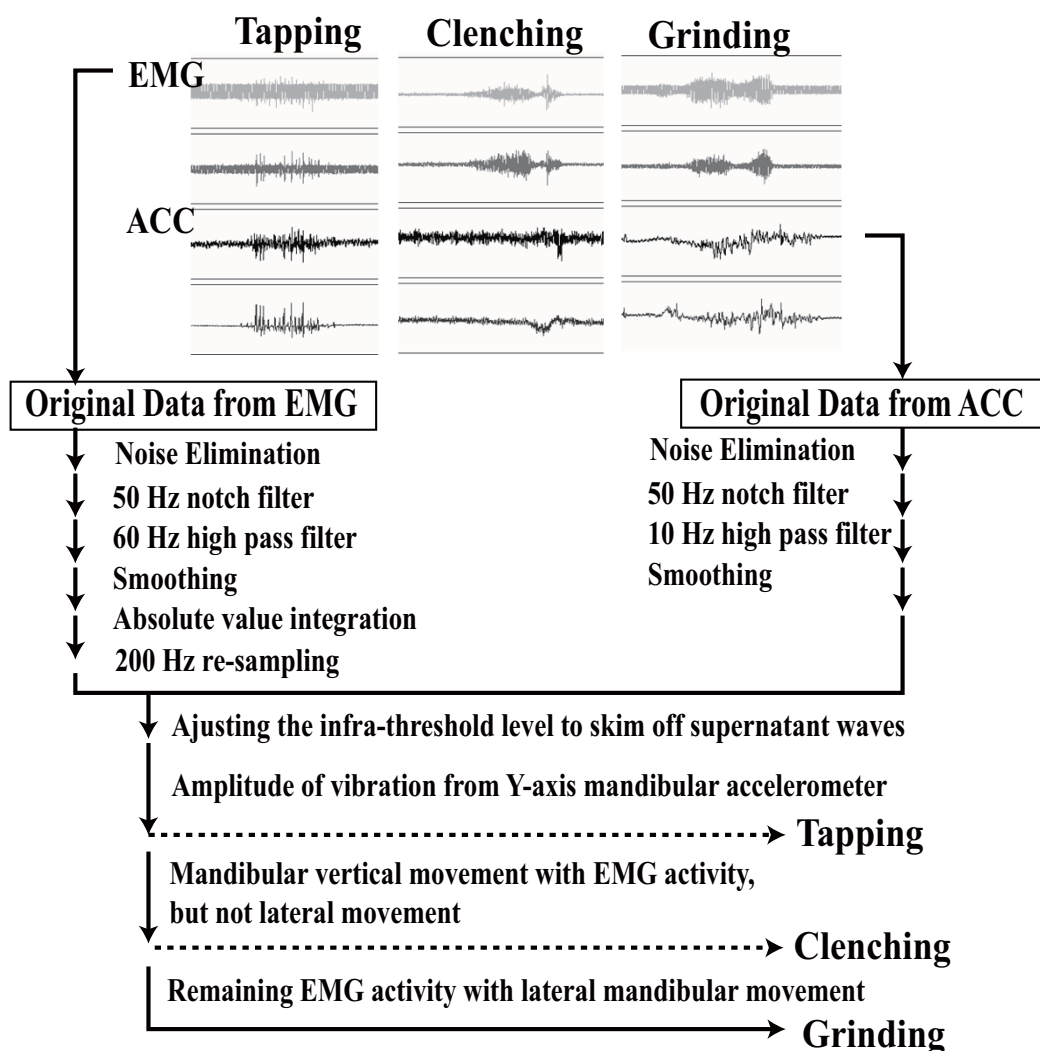 Tapping
Clenching
Grinding
EMG
ACC
Original Data from EMG
Noise Elimination
50 Hz notch filter
60 Hz high pass filter
Smoothing
Absolute value integration
200 Hz re-sampling
Original Data from ACC
Noise Elimination
50 Hz notch filter
10 Hz high pass filter
Smoothing
Ajusting the infra-threshold level to skim off supernatant waves
Amplitude of vibration from Y-axis mandibular accelerometer
Tapping
Mandibular vertical movement with EMG activity,
but not lateral movement
Clenching
Remaining EMG activity with lateral mandibular movement
Grinding